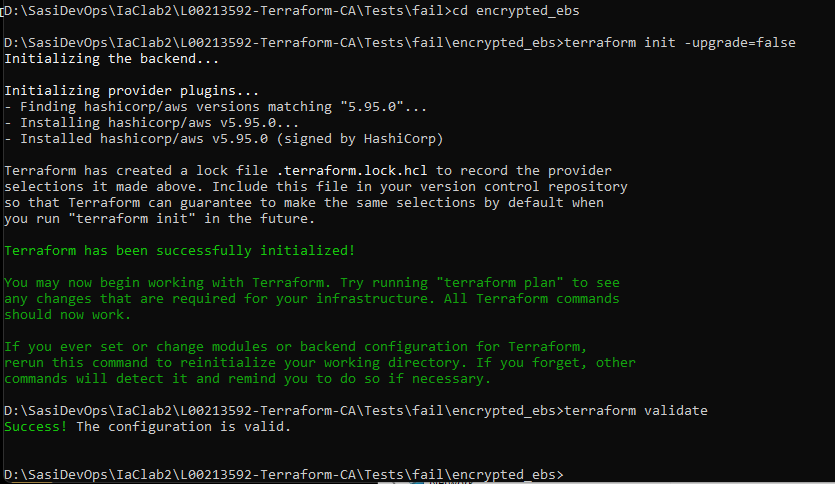 D:\SasiDevOps\IaClab2\L00213592-Terraform-CA\Tests\fail>cd encrypted_ebs
D:\SasiDevOps\IaClab2\L00213592-Terraform-CA\Tests\fail\encrypted_ebs>terraform init -upgrade=false
Initializing the backend...
Initializing provider plugins...
- Finding hashicorp/aws versions matching "5.95.0"...
- Installing hashicorp/aws v5.95.0...
- Installed hashicorp/aws v5.95.0 (signed by HashiCorp)
Terraform has created a lock file .terraform.lock.hcl to record the provider
selections it made above. Include this file in your version control repository
so that Terraform can guarantee to make the same selections by default when
you run "terraform init" in the future.
Terraform has been successfully initialized!
You may now begin working with Terraform. Try running "terraform plan" to see
any changes that are required for your infrastructure. All Terraform commands
should now work.
If you ever set or change modules or backend configuration for Terraform,
rerun this command to reinitialize your working directory. If you forget, other
commands will detect it and remind you to do so if necessary.
D:\SasiDevOps\IaClab2\L00213592-Terraform-CA\Tests\fail\encrypted_ebs>terraform validate
Success! The configuration is valid.
D:\SasiDevOps\IaClab2\L00213592-Terraform-CA\Tests\fail\encrypted_ebs>